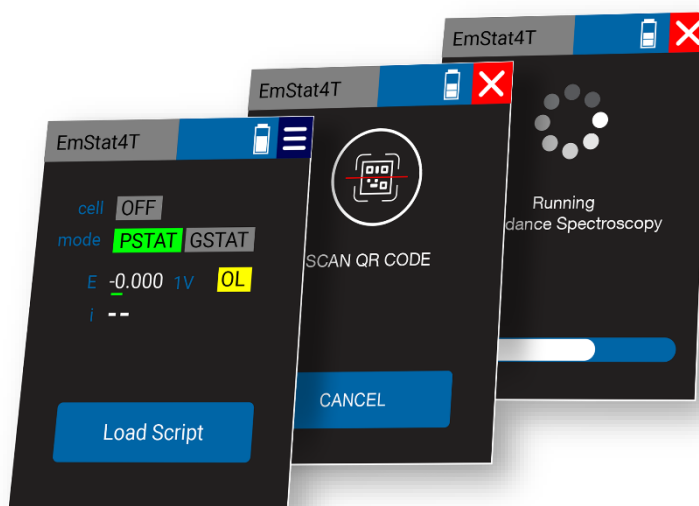 EmStat4T
cell OFF
mode PSTAT GSTAT
E -0.000 1V OL
i --
Load Script
EmStat4T
SCAN QR CODE
CANCEL
EmStat4T
Running
dance Spectroscopy